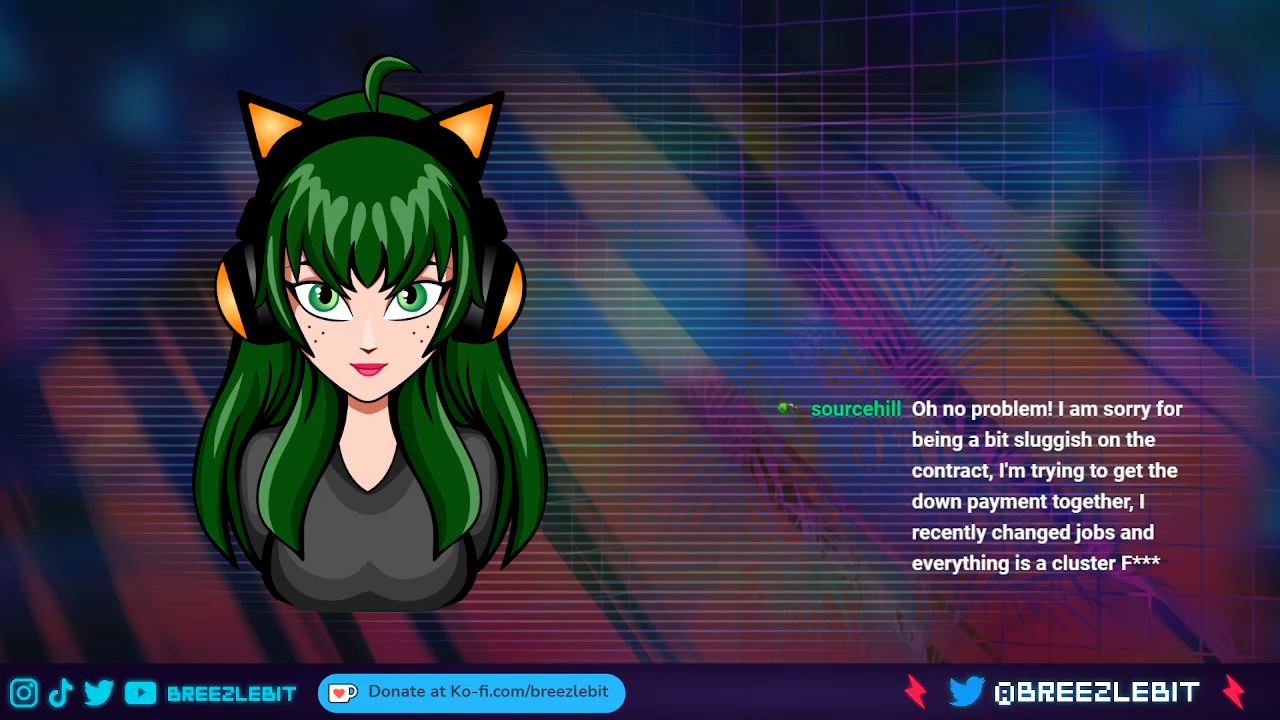 sourcehill Oh no problem! I am sorry for
being a bit sluggish on the
contract, I'm trying to get the
down payment together, I
recently changed jobs and
everything is a cluster F***
BREEZLEBIT
Donate at Ko-fi.com/breezlebit
@BREEZLEBIT